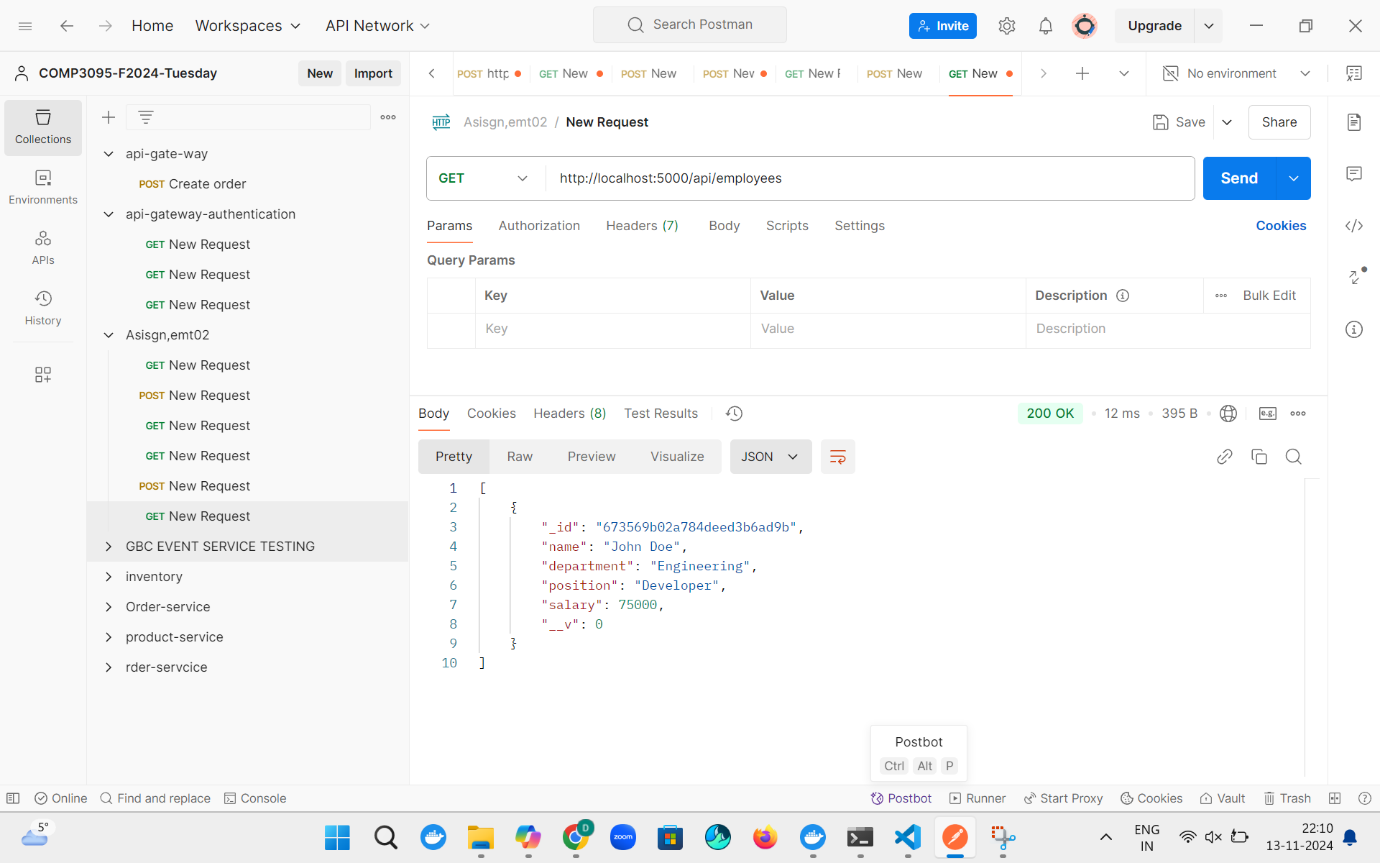 Home Workspaces API Network Search Postman Invite Upgrade
COMP3095-F2024-Tuesday New Import POST http GET New POST New POST Nev GET New F POST New GET New No environment
Collections
Environments
APIs
History
api-gate-way
POST Create order
api-gateway-authentication
GET New Request
GET New Request
GET New Request
Asisgn,emt02
GET New Request
POST New Request
GET New Request
GET New Request
POST New Request
GET New Request
GBC EVENT SERVICE TESTING
inventory
Order-service
product-service
rder-servcice
HTTP Asisgn,emt02 / New Request Save Share
GET http://localhost:5000/api/employees Send
Params Authorization Headers (7) Body Scripts Settings Cookies
Query Params
Key Value Description Bulk Edit
Key Value Description
Body Cookies Headers (8) Test Results 200 OK 12 ms 395 B e.g.
Pretty Raw Preview Visualize JSON
1 [
2 {
3 "_id": "673569b02a784deed3b6ad9b",
4 "name": "John Doe",
5 "department": "Engineering",
6 "position": "Developer",
7 "salary": 75000,
8 "__v": 0
9 }
10 ]
Postbot
Ctrl Alt P
Online Find and replace Console Postbot Runner Start Proxy Cookies Vault Trash
5° zoom D ENG 22:10
IN 13-11-2024